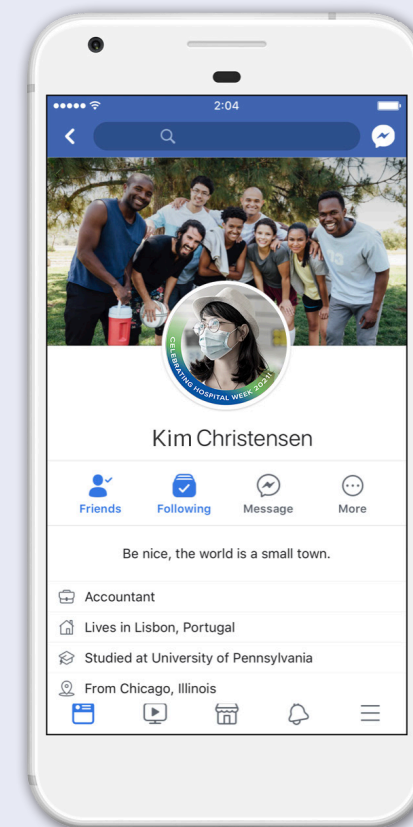 2:04
CELEBRATING HOSPITAL WEEK 2021!
Kim Christensen
Friends
Following
Message
More
Be nice, the world is a small town.
Accountant
Lives in Lisbon, Portugal
Studied at University of Pennsylvania
From Chicago, Illinois